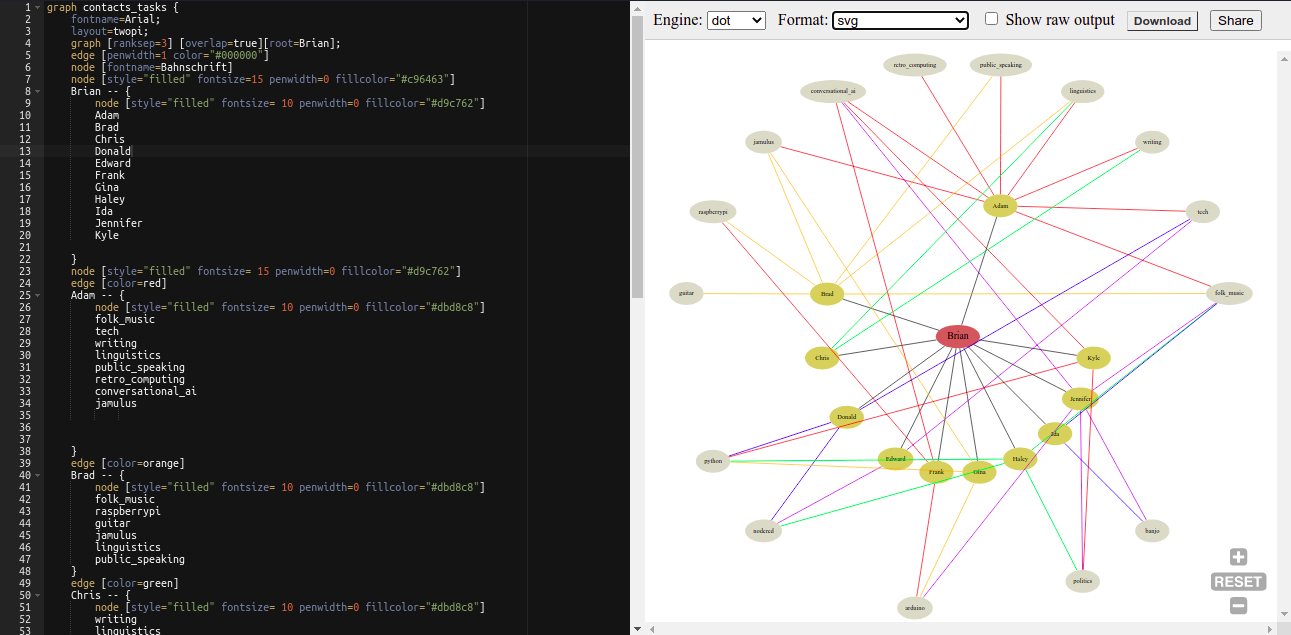 1 graph contacts_tasks {
2 fontname=Arial;
3 layout=twopi;
4 graph [ranksep=3] [overlap=true][root=Brian];
5 edge [penwidth=1 color="#000000"]
6 node [fontname=Bahnschrift]
7 node [style="filled" fontsize=15 penwidth=0 fillcolor="#c96463"]
8 Brian -- {
9 node [style="filled" fontsize= 10 penwidth=0 fillcolor="#d9c762"]
10 Adam
11 Brad
12 Chris
13 Donald
14 Edward
15 Frank
16 Gina
17 Haley
18 Ida
19 Jennifer
20 Kyle
21
22 }
23 node [style="filled" fontsize= 15 penwidth=0 fillcolor="#d9c762"]
24 edge [color=red]
25 Adam -- {
26 node [style="filled" fontsize= 10 penwidth=0 fillcolor="#dbd8c8"]
27 folk_music
28 tech
29 writing
30 linguistics
31 public_speaking
32 retro_computing
33 conversational_ai
34 jamulus
35
36
37
38 }
39 edge [color=orange]
40 Brad -- {
41 node [style="filled" fontsize= 10 penwidth=0 fillcolor="#dbd8c8"]
42 folk_music
43 raspberrypi
44 guitar
45 jamulus
46 linguistics
47 public_speaking
48 }
49 edge [color=green]
50 Chris -- {
51 node [style="filled" fontsize= 10 penwidth=0 fillcolor="#dbd8c8"]
52 writing
53 linguistics
Engine: dot Format: svg Show raw output Download Share
retro_computing public_speaking
conversational_ai linguistics
jamulus writing
Adam
raspberrypi tech
guitar Brad folk_music
Brian
Chris Kyle
Jennifer
Donald
Ida
python Edward Haley
Frank Gina
nodered banjo
politics
arduino
RESET